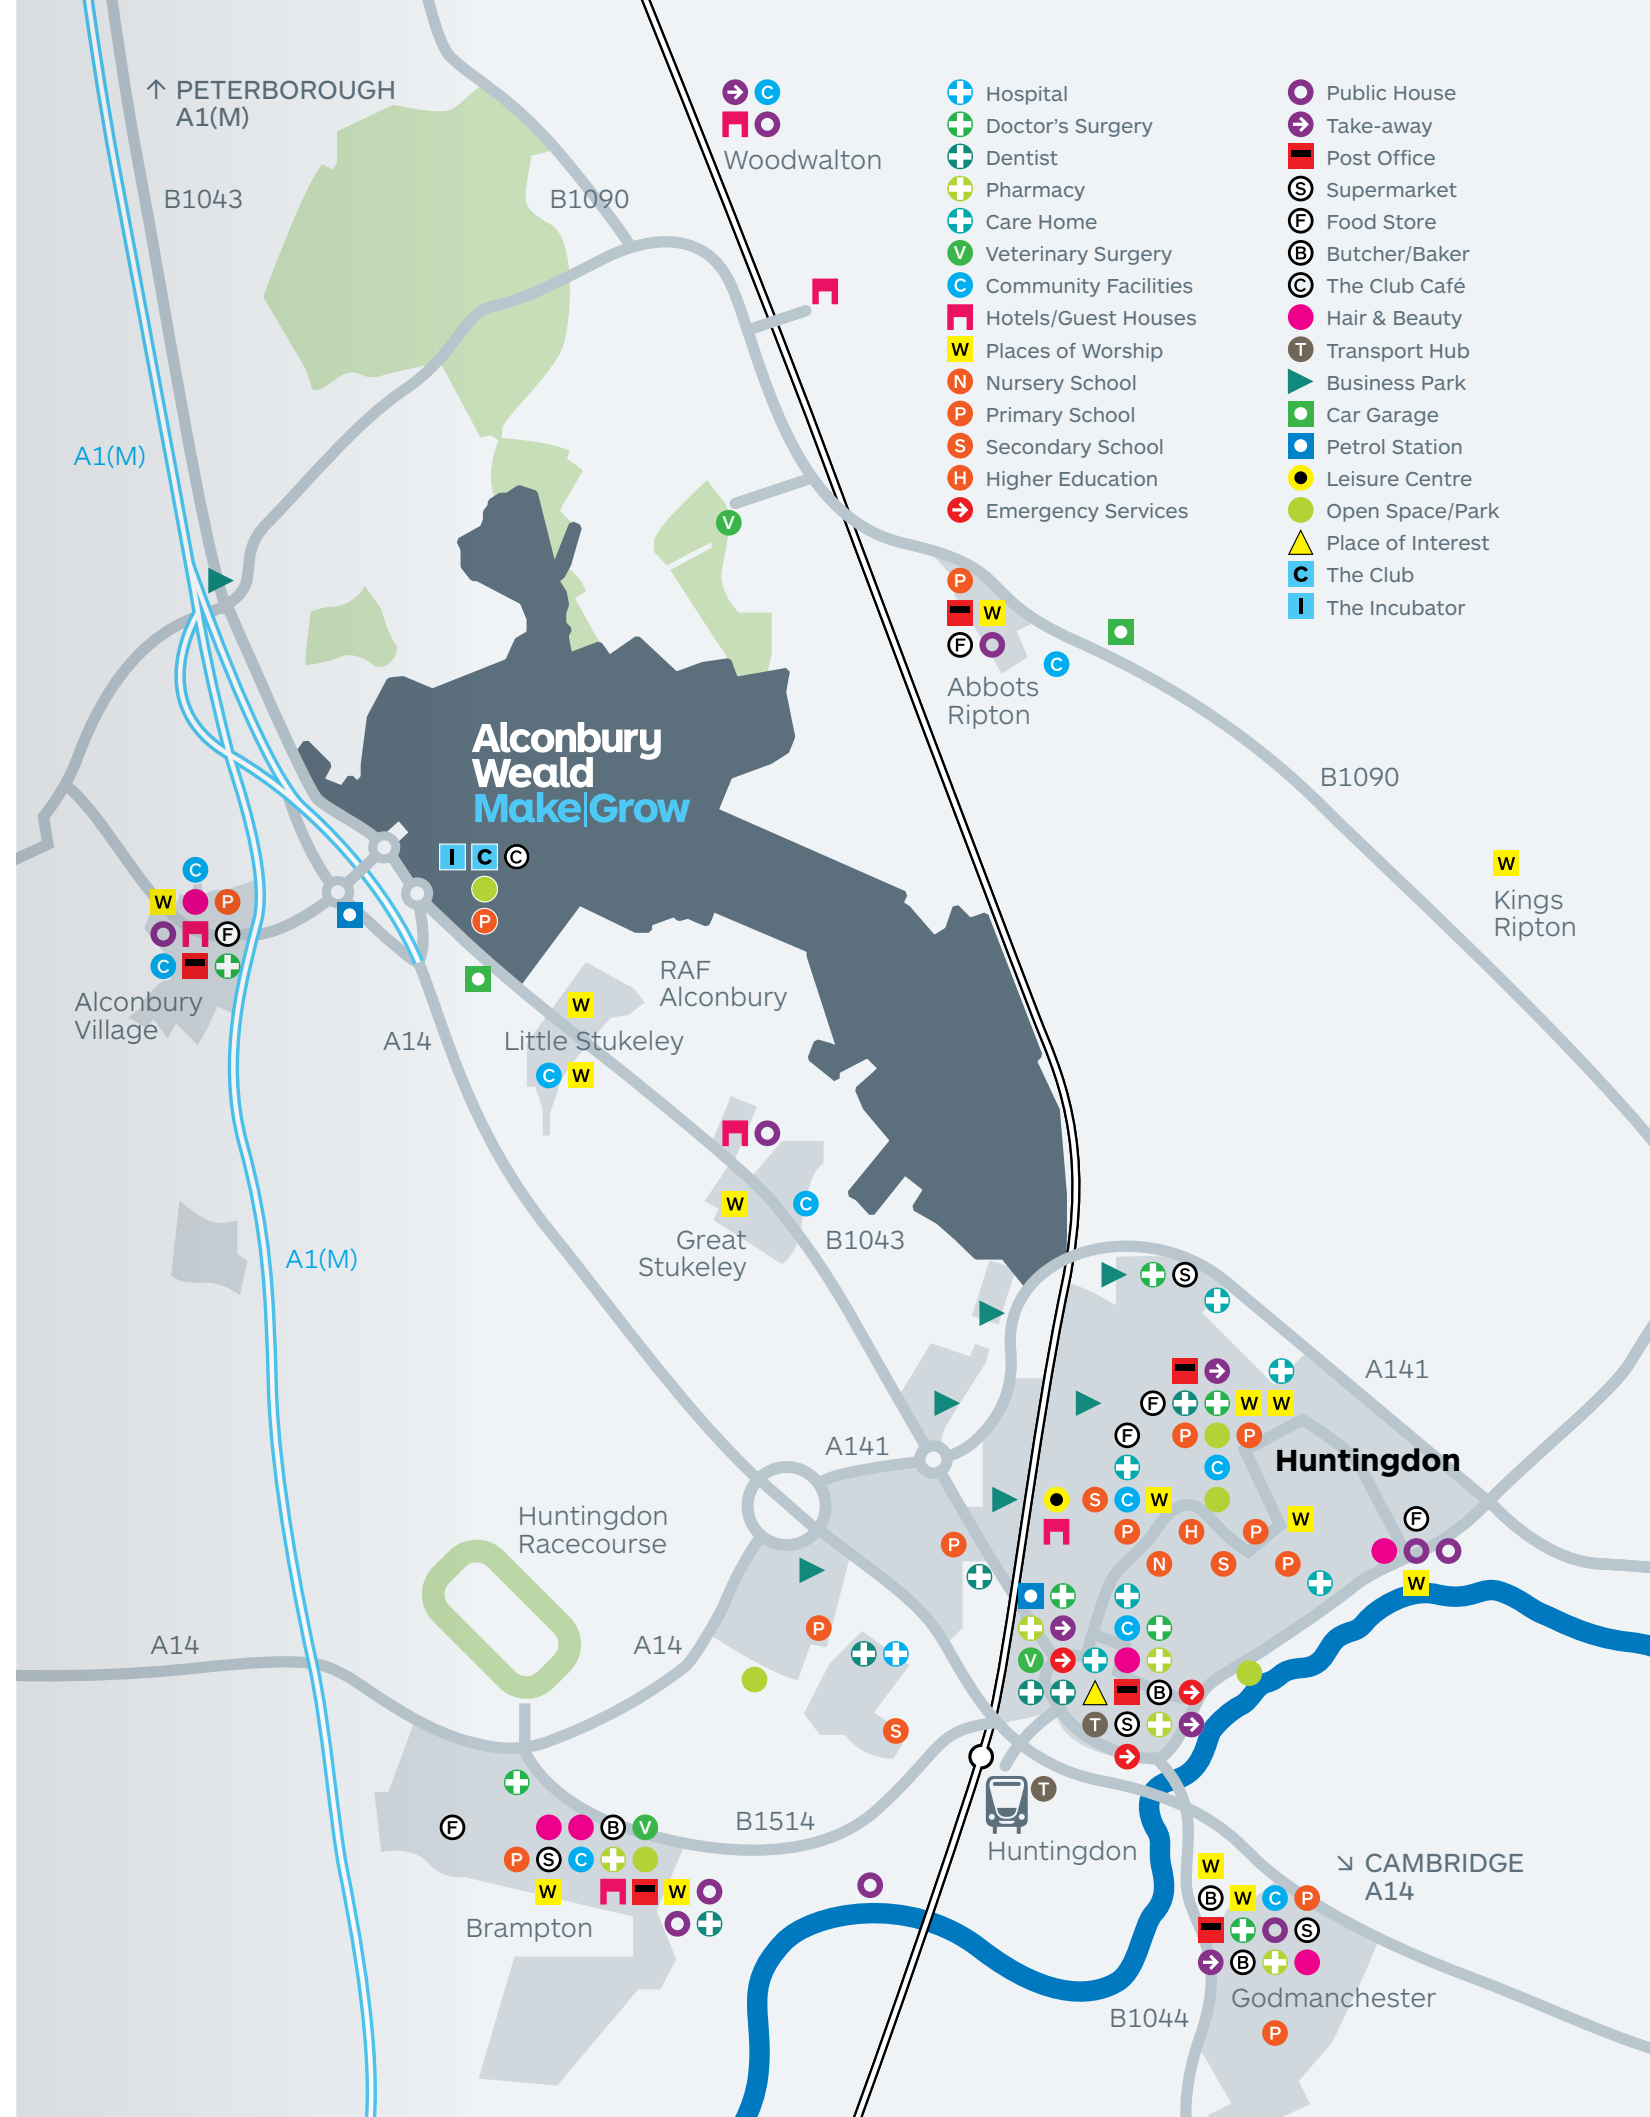 ↑ PETERBOROUGH
A1(M)
B1043
B1090
C
Woodwalton
Hospital
Doctor's Surgery
Dentist
Pharmacy
Care Home
V Veterinary Surgery
C Community Facilities
Hotels/Guest Houses
W Places of Worship
N Nursery School
P Primary School
S Secondary School
H Higher Education
Emergency Services
Public House
Take-away
Post Office
S Supermarket
F Food Store
B Butcher/Baker
C The Club Café
Hair & Beauty
T Transport Hub
Business Park
Car Garage
Petrol Station
Leisure Centre
Open Space/Park
Place of Interest
C The Club
I The Incubator
A1(M)
V
P
W
F
C
Abbots
Ripton
B1090
Alconbury
Weald
Make|Grow
I C C
P
W
Kings
Ripton
C
W P
F
C
Alconbury
Village
A14
RAF
Alconbury
W
Little Stukeley
C W
W C
Great
Stukeley
B1043
A1(M)
S
A141
F W W
F P P
C
Huntingdon
A141
S C W
W
F
P H P
N S P
W
Huntingdon
Racecourse
P
P
C
V
B
T S
S
A14
A14
T
Huntingdon
B1514
F B V
P S C
W W
Brampton
↘ CAMBRIDGE
A14
W
B W C P
S
B
Godmanchester
P
B1044